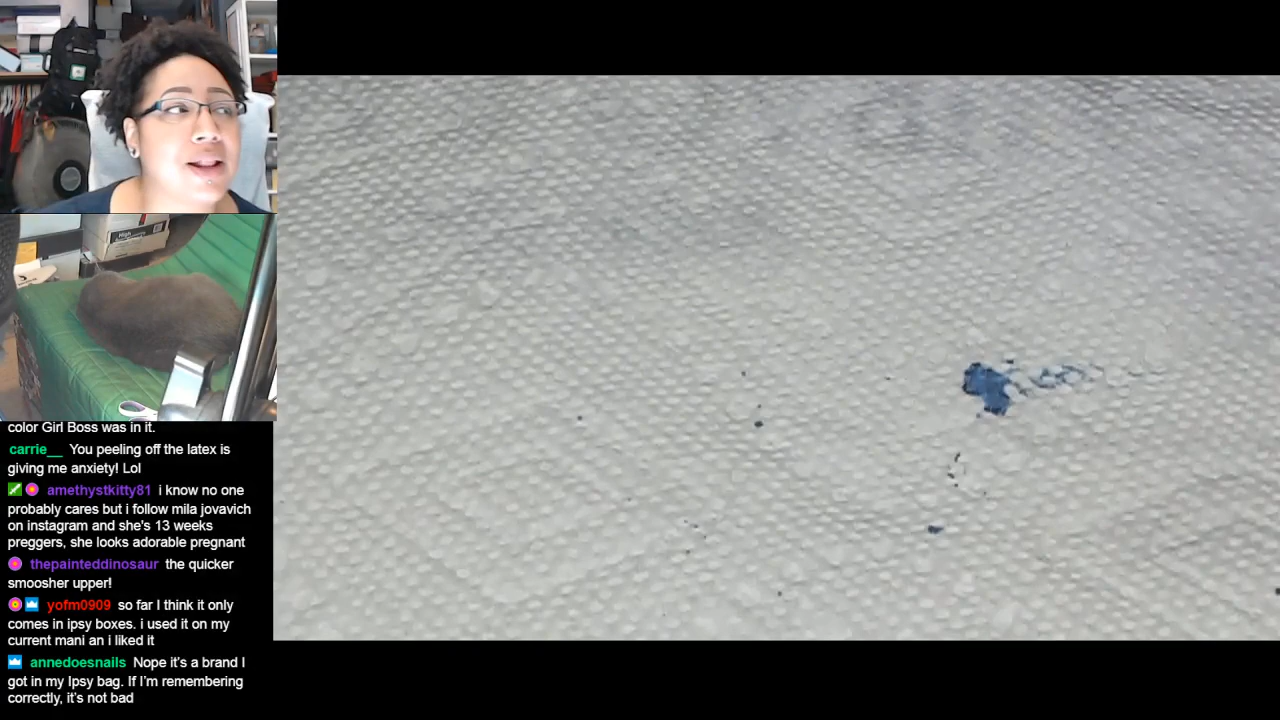 High
color Girl Boss was in it.
carrie__ You peeling off the latex is
giving me anxiety! Lol
amethystkitty81 i know no one
probably cares but i follow mila jovavich
on instagram and she's 13 weeks
preggers, she looks adorable pregnant
thepainteddinosaur the quicker
smoosher upper!
yofm0909 so far I think it only
comes in ipsy boxes. i used it on my
current mani an i liked it
annedoesnails Nope it's a brand I
got in my Ipsy bag. If I'm remembering
correctly, it's not bad